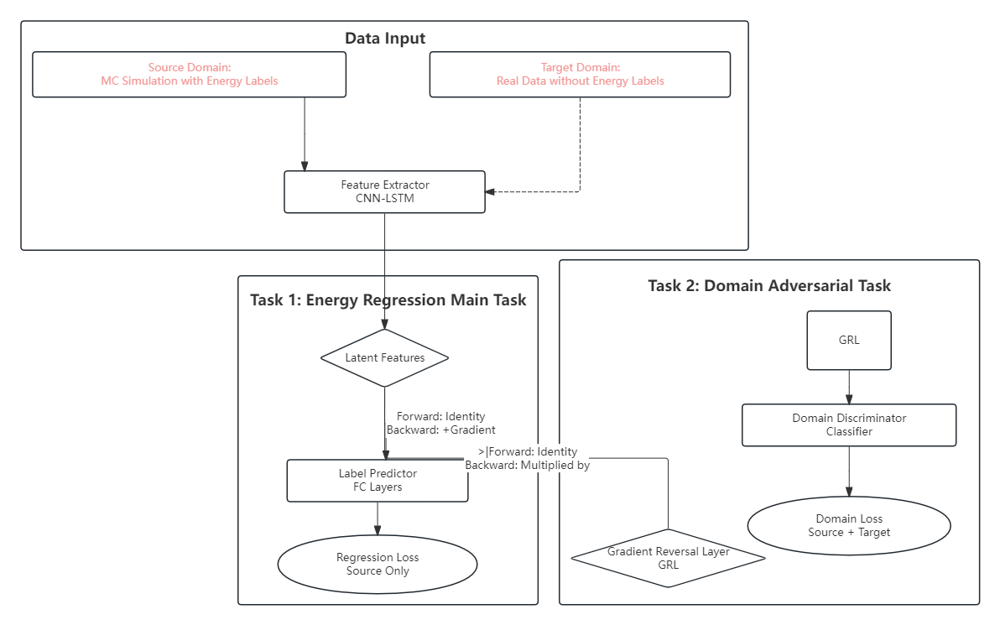 Data Input
Source Domain:
MC Simulation with Energy Labels
Target Domain:
Real Data without Energy Labels
Feature Extractor
CNN-LSTM
Task 1: Energy Regression Main Task
Latent Features
Forward: Identity
Backward: +Gradient
>|Forward: Identity
Backward: Multiplied by
Label Predictor
FC Layers
Regression Loss
Source Only
Task 2: Domain Adversarial Task
GRL
Domain Discriminator
Classifier
Domain Loss
Source + Target
Gradient Reversal Layer
GRL